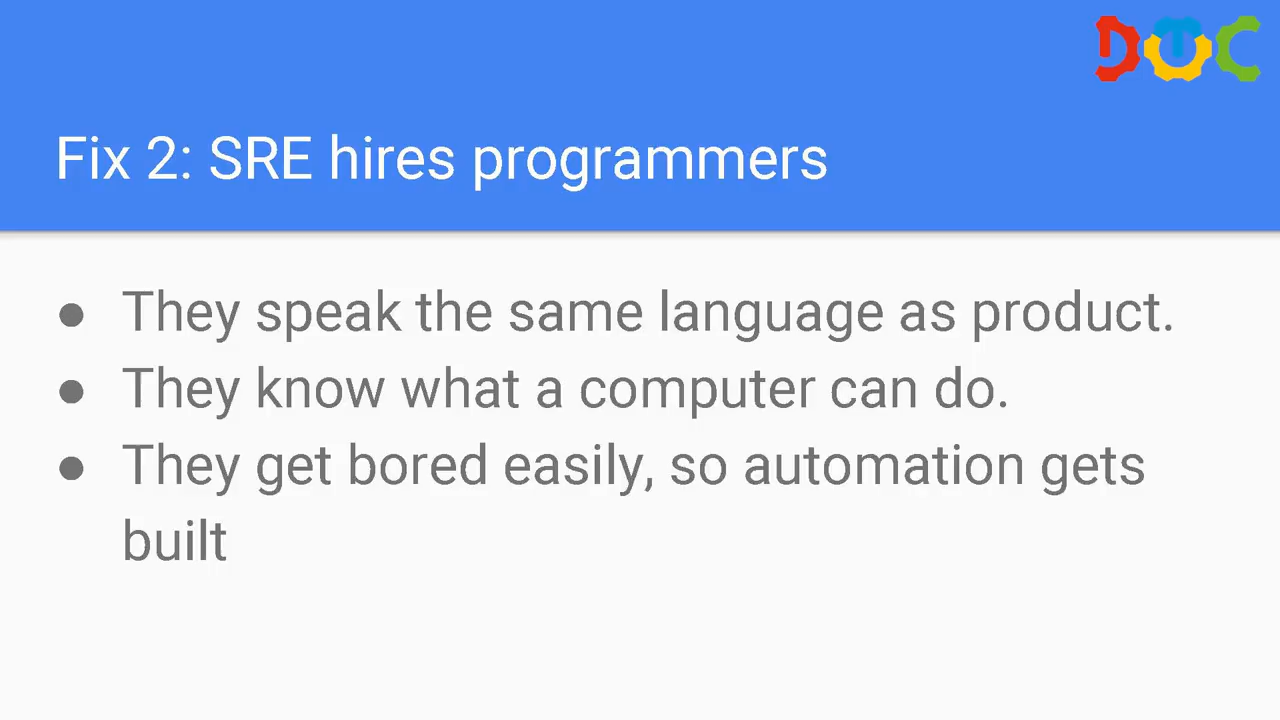 DUC
Fix 2: SRE hires programmers
● They speak the same language as product.
● They know what a computer can do.
● They get bored easily, so automation gets
built